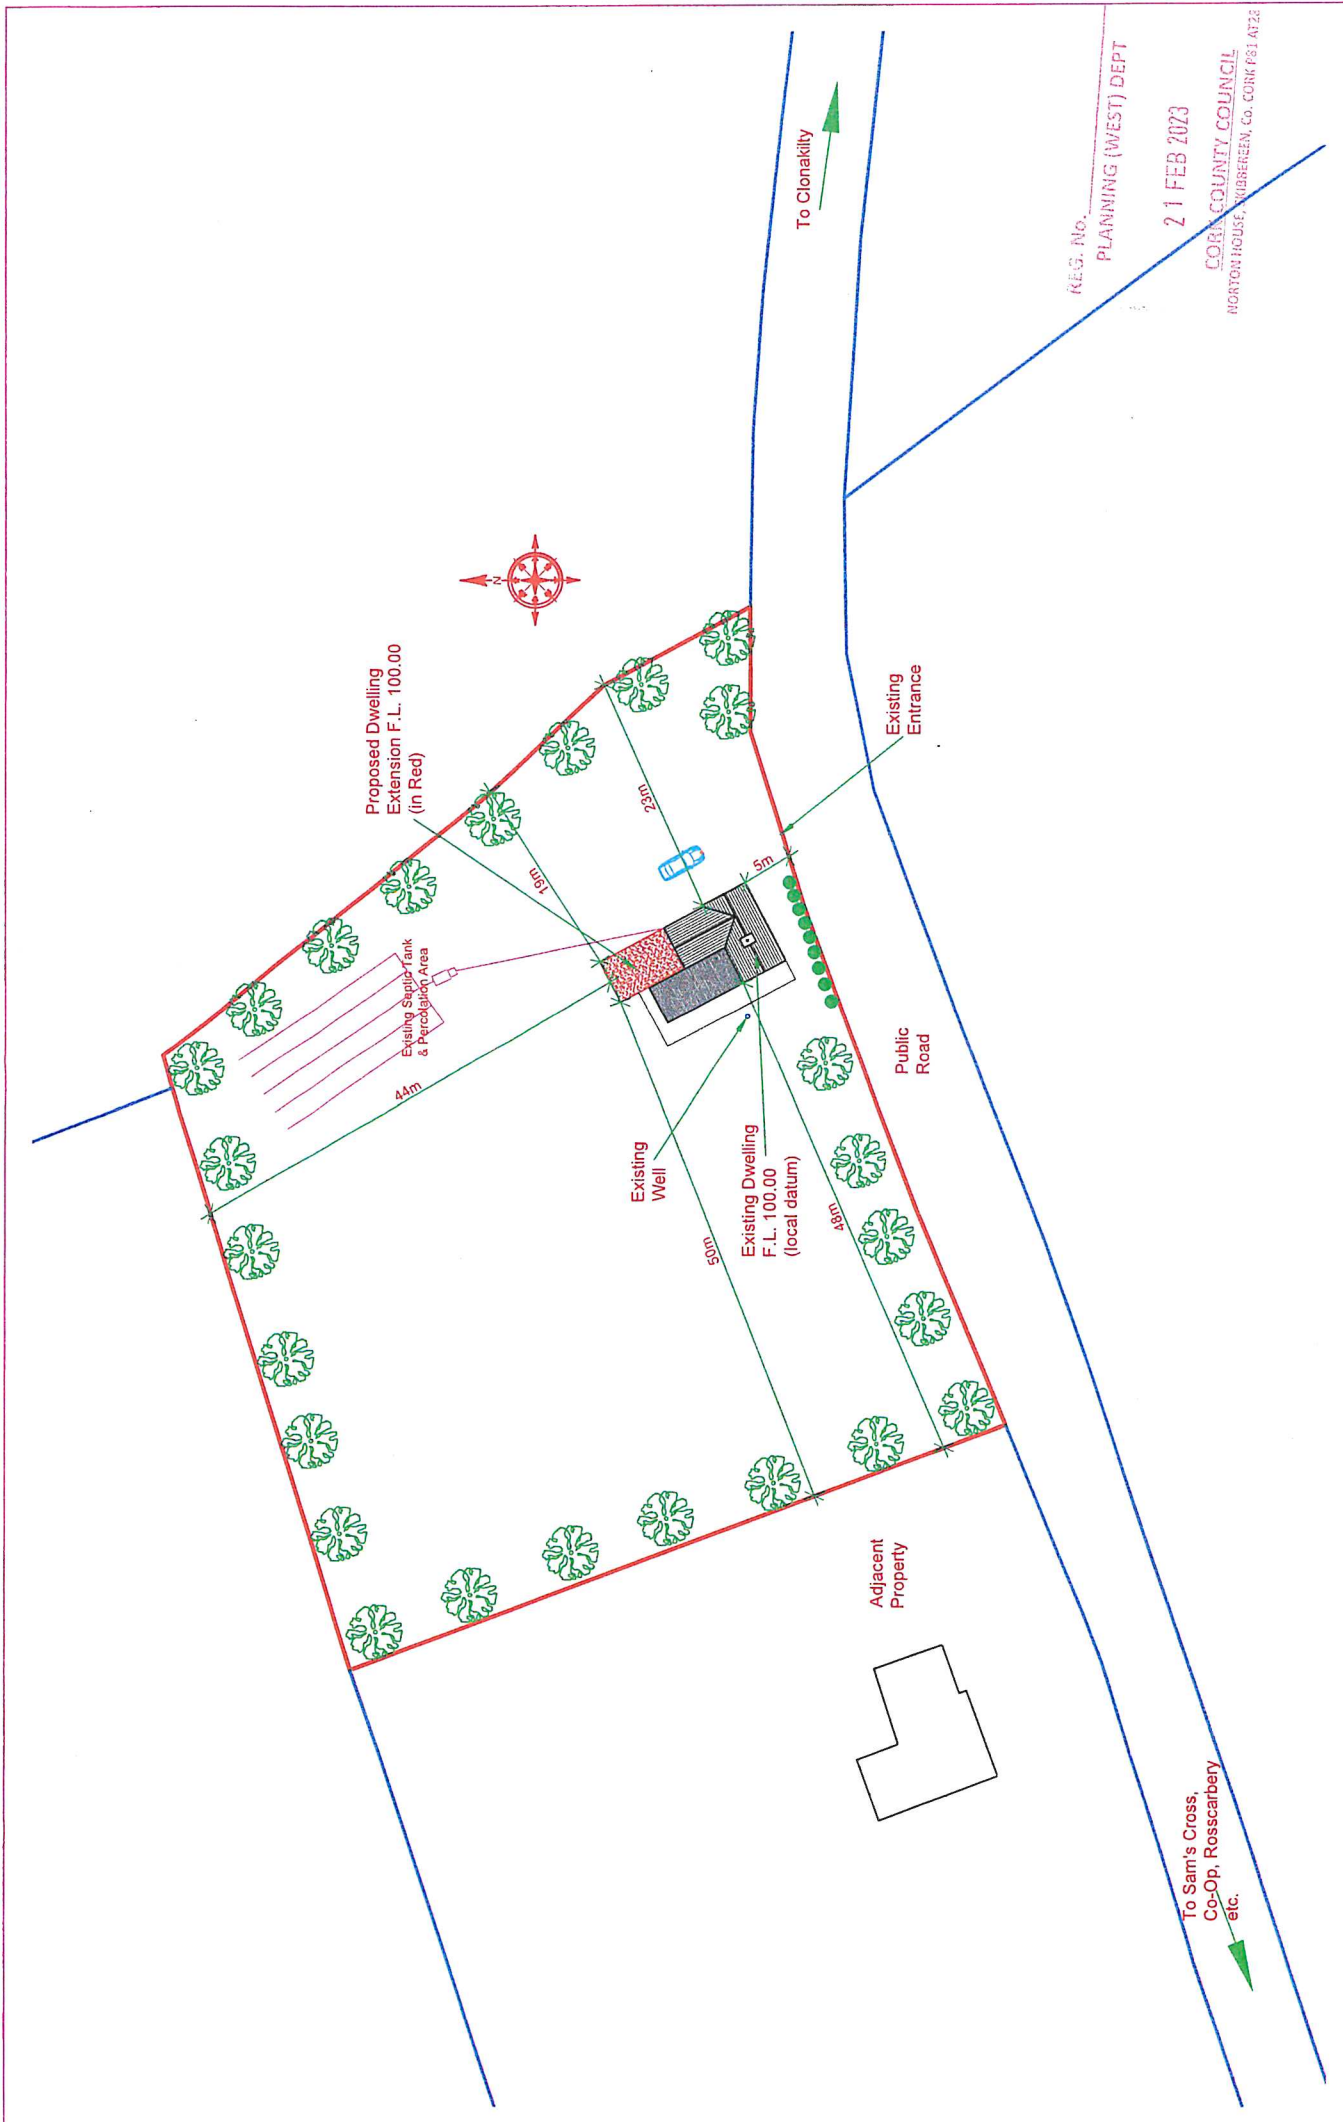 Proposed Dwelling
Extension F.L. 100.00
(in Red)
N
Existing Septic Tank
& Percolation Area
44m
19m
23m
5m
50m
48m
Existing
Well
Existing Dwelling
F.L. 100.00
(local datum)
Existing
Entrance
Public
Road
Adjacent
Property
To Clonakilty
To Sam's Cross,
Co-Op, Rosscarbery
etc.
REG. No.
PLANNING (WEST) DEPT
21 FEB 2023
CORK COUNTY COUNCIL
NORTON HOUSE, SKIBBEREEN, Co. CORK P81 AT28